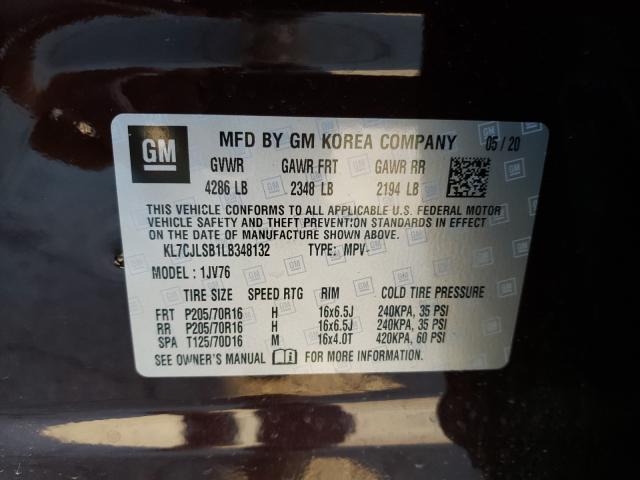 GM MFD BY GM KOREA COMPANY 05 / 20
GVWR GAWR FRT GAWR RR
4286 LB 2348 LB 2194 LB
THIS VEHICLE CONFORMS TO ALL APPLICABLE U.S. FEDERAL MOTOR
VEHICLE SAFETY AND THEFT PREVENTION STANDARDS IN EFFECT
ON THE DATE OF MANUFACTURE SHOWN ABOVE.
KL7CJLSB1LB348132 TYPE: MPV
MODEL : 1JV76
TIRE SIZE SPEED RTG RIM COLD TIRE PRESSURE
FRT P205/70R16 H 16x6.5J 240KPA, 35 PSI
RR P205/70R16 H 16x6.5J 240KPA, 35 PSI
SPA T125/70D16 M 16x4.0T 420KPA, 60 PSI
SEE OWNER'S MANUAL FOR MORE INFORMATION.